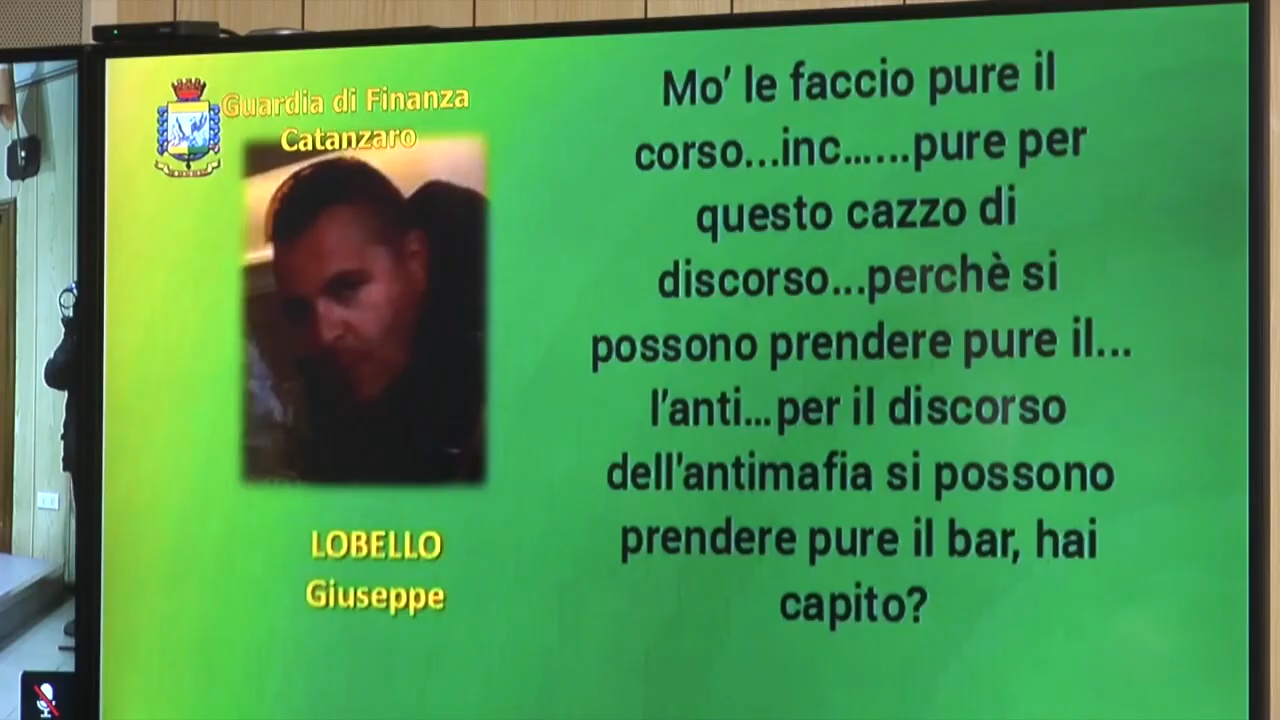 Guardia di Finanza
Catanzaro
LOBELLO
Giuseppe
Mo' le faccio pure il
corso...inc......pure per
questo cazzo di
discorso...perchè si
possono prendere pure il...
l'anti...per il discorso
dell'antimafia si possono
prendere pure il bar, hai
capito?